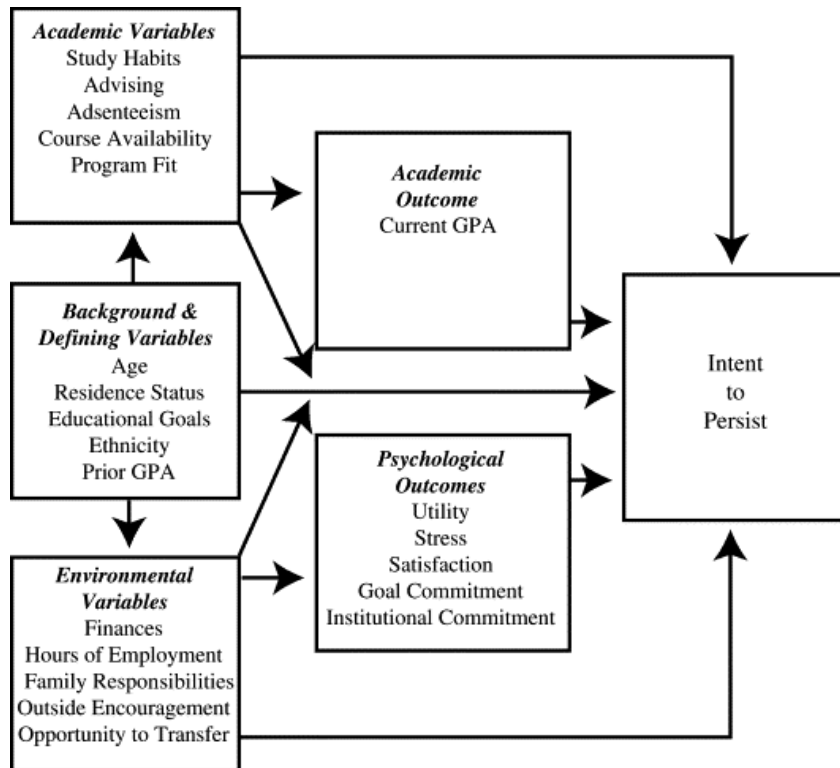 Academic Variables
Study Habits
Advising
Adsenteeism
Course Availability
Program Fit
Background &
Defining Variables
Age
Residence Status
Educational Goals
Ethnicity
Prior GPA
Environmental
Variables
Finances
Hours of Employment
Family Responsibilities
Outside Encouragement
Opportunity to Transfer
Academic
Outcome
Current GPA
Psychological
Outcomes
Utility
Stress
Satisfaction
Goal Commitment
Institutional Commitment
Intent
to
Persist